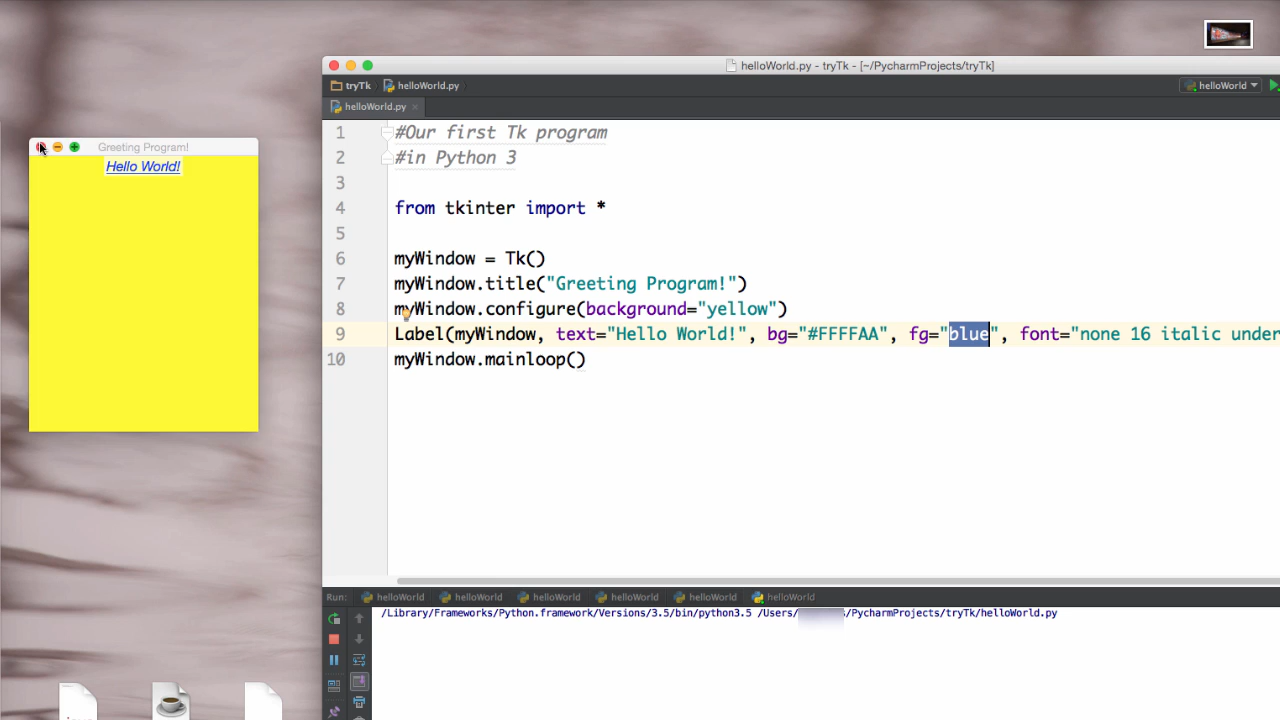 helloWorld.py - tryTk - [~/PycharmProjects/tryTk]
tryTk helloWorld.py helloWorld
helloWorld.py
Greeting Program!
Hello World!
1 #Our first Tk program
2 #in Python 3
3
4 from tkinter import *
5
6 myWindow = Tk()
7 myWindow.title("Greeting Program!")
8 myWindow.configure(background="yellow")
9 Label(myWindow, text="Hello World!", bg="#FFFFAA", fg="blue", font="none 16 italic under
10 myWindow.mainloop()
Run: helloWorld helloWorld helloWorld helloWorld helloWorld helloWorld
/Library/Frameworks/Python.framework/Versions/3.5/bin/python3.5 /Users/ /PycharmProjects/tryTk/helloWorld.py